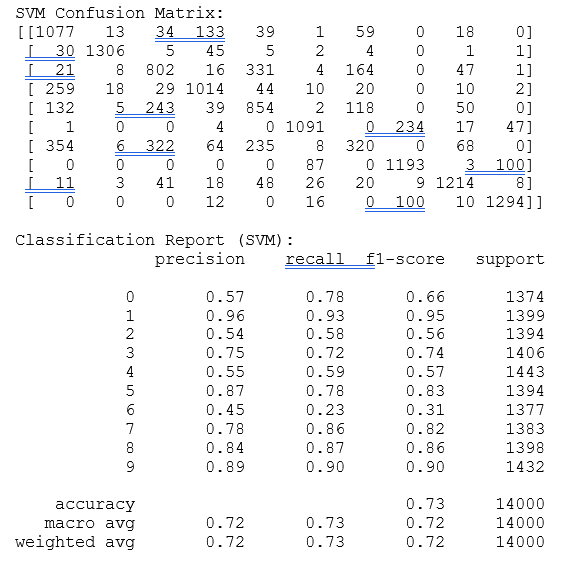 SVM Confusion Matrix:
[[1077 13 34 133 39 1 59 0 18 0]
[ 30 1306 5 45 5 2 4 0 1 1]
[ 21 8 802 16 331 4 164 0 47 1]
[ 259 18 29 1014 44 10 20 0 10 2]
[ 132 5 243 39 854 2 118 0 50 0]
[ 1 0 0 4 0 1091 0 234 17 47]
[ 354 6 322 64 235 8 320 0 68 0]
[ 0 0 0 0 0 87 0 1193 3 100]
[ 11 3 41 18 48 26 20 9 1214 8]
[ 0 0 0 12 0 16 0 100 10 1294]]
Classification Report (SVM):
precision recall f1-score support
0 0.57 0.78 0.66 1374
1 0.96 0.93 0.95 1399
2 0.54 0.58 0.56 1394
3 0.75 0.72 0.74 1406
4 0.55 0.59 0.57 1443
5 0.87 0.78 0.83 1394
6 0.45 0.23 0.31 1377
7 0.78 0.86 0.82 1383
8 0.84 0.87 0.86 1398
9 0.89 0.90 0.90 1432
accuracy 0.73 14000
macro avg 0.72 0.73 0.72 14000
weighted avg 0.72 0.73 0.72 14000